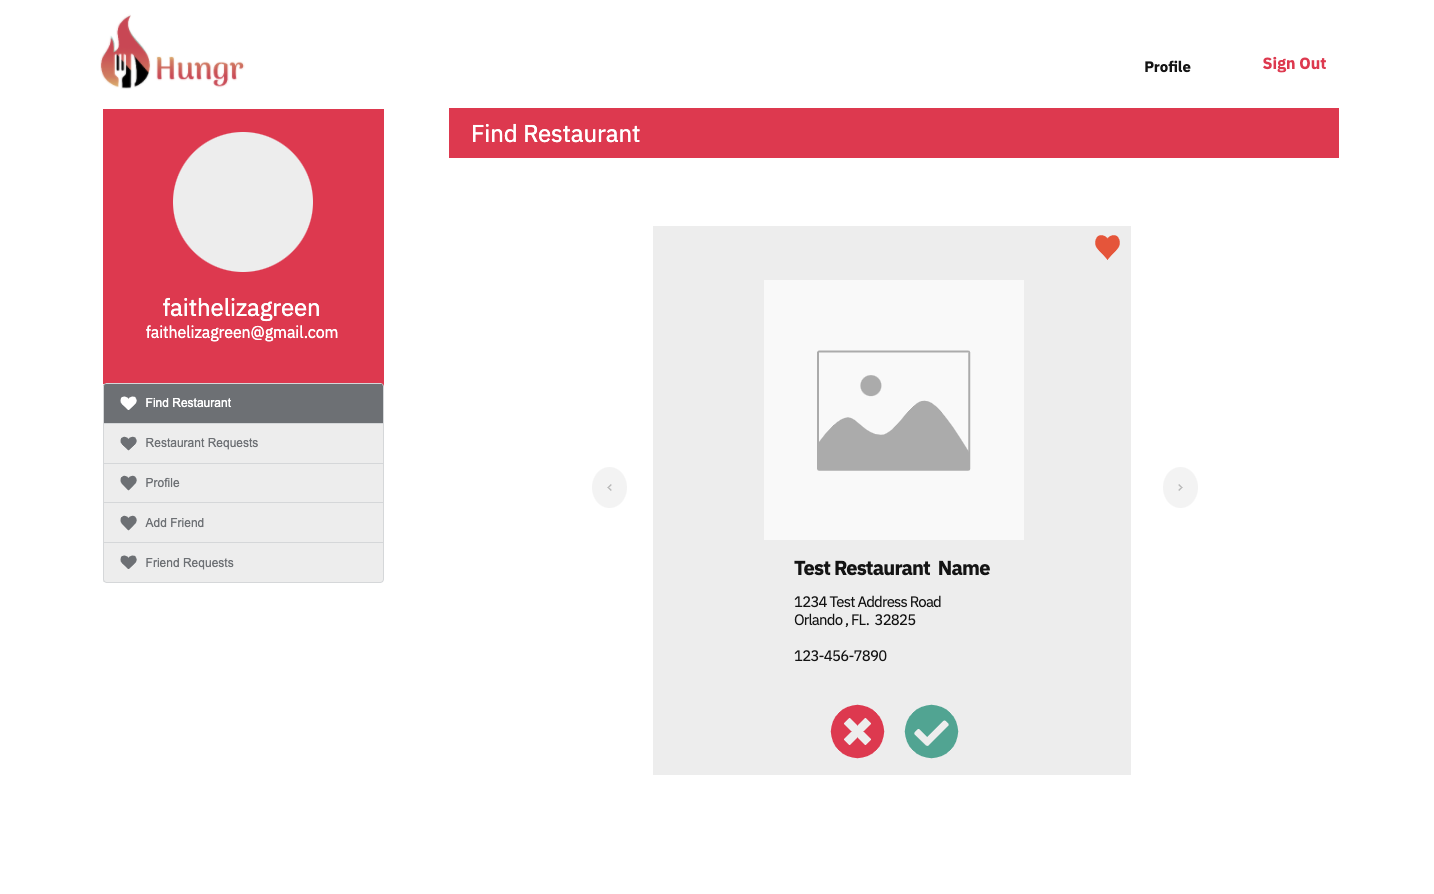 Hungr
Profile
Sign Out
faithelizagreen
faithelizagreen@gmail.com
Find Restaurant
Restaurant Requests
Profile
Add Friend
Friend Requests
Find Restaurant
Test Restaurant  Name
1234 Test Address Road
Orlando , FL.  32825
123-456-7890